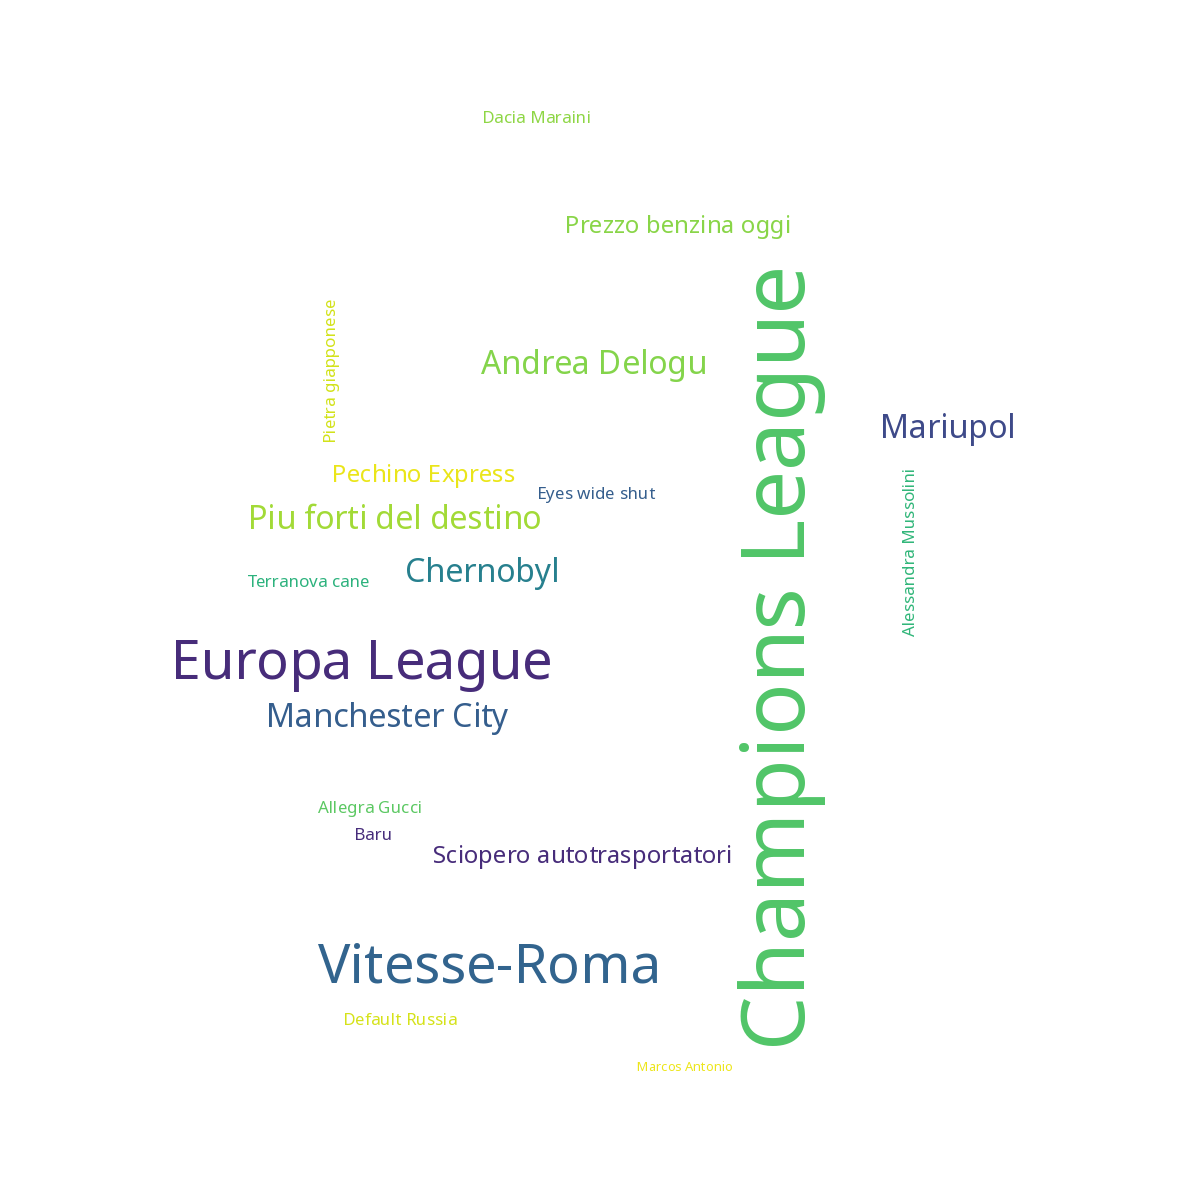 Dacia Maraini
Prezzo benzina oggi
Champions League
Pietra giapponese
Andrea Delogu
Mariupol
Pechino Express
Alessandra Mussolini
Eyes wide shut
Piu forti del destino
Chernobyl
Terranova cane
Europa League
Manchester City
Allegra Gucci
Baru
Sciopero autotrasportatori
Vitesse-Roma
Default Russia
Marcos Antonio